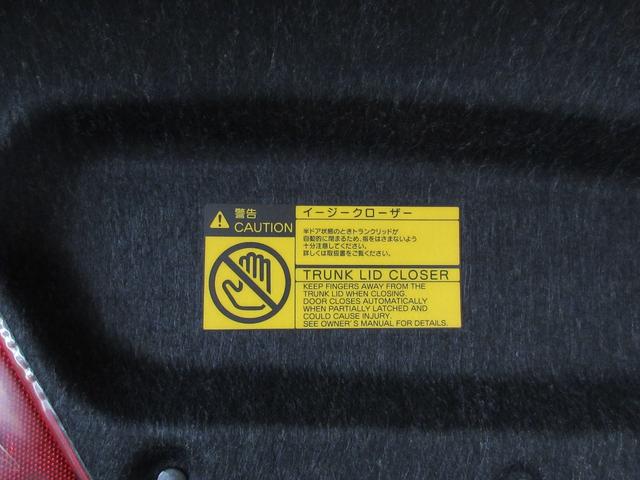 警告
CAUTION
イージークローザー
半ドア状態のときトランクリッドが
自動的に閉まるため、指をはさまないよう
十分注意してください。
詳しくは取扱書をご覧ください。
TRUNK LID CLOSER
KEEP FINGERS AWAY FROM THE
TRUNK LID WHEN CLOSING.
DOOR CLOSES AUTOMATICALLY
WHEN PARTIALLY LATCHED AND
COULD CAUSE INJURY.
SEE OWNER'S MANUAL FOR DETAILS.